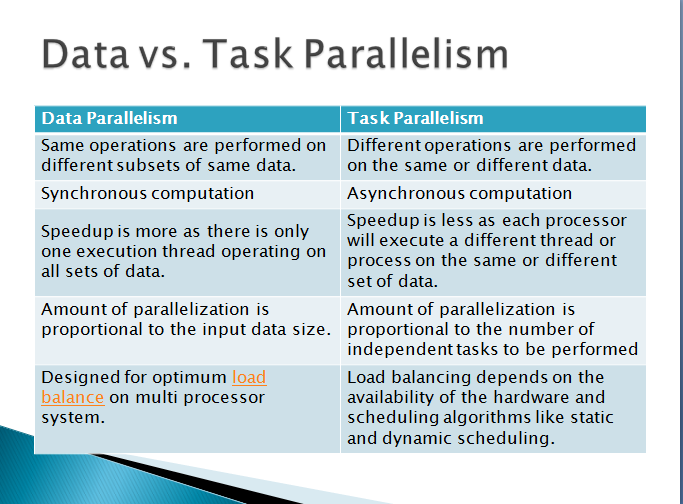 Data vs. Task Parallelism
Data Parallelism
Task Parallelism
Same operations are performed on
different subsets of same data.
Different operations are performed
on the same or different data.
Synchronous computation
Asynchronous computation
Speedup is more as there is only
one execution thread operating on
all sets of data.
Speedup is less as each processor
will execute a different thread or
process on the same or different
set of data.
Amount of parallelization is
proportional to the input data size.
Amount of parallelization is
proportional to the number of
independent tasks to be performed
Designed for optimum load
balance on multi processor
system.
Load balancing depends on the
availability of the hardware and
scheduling algorithms like static
and dynamic scheduling.